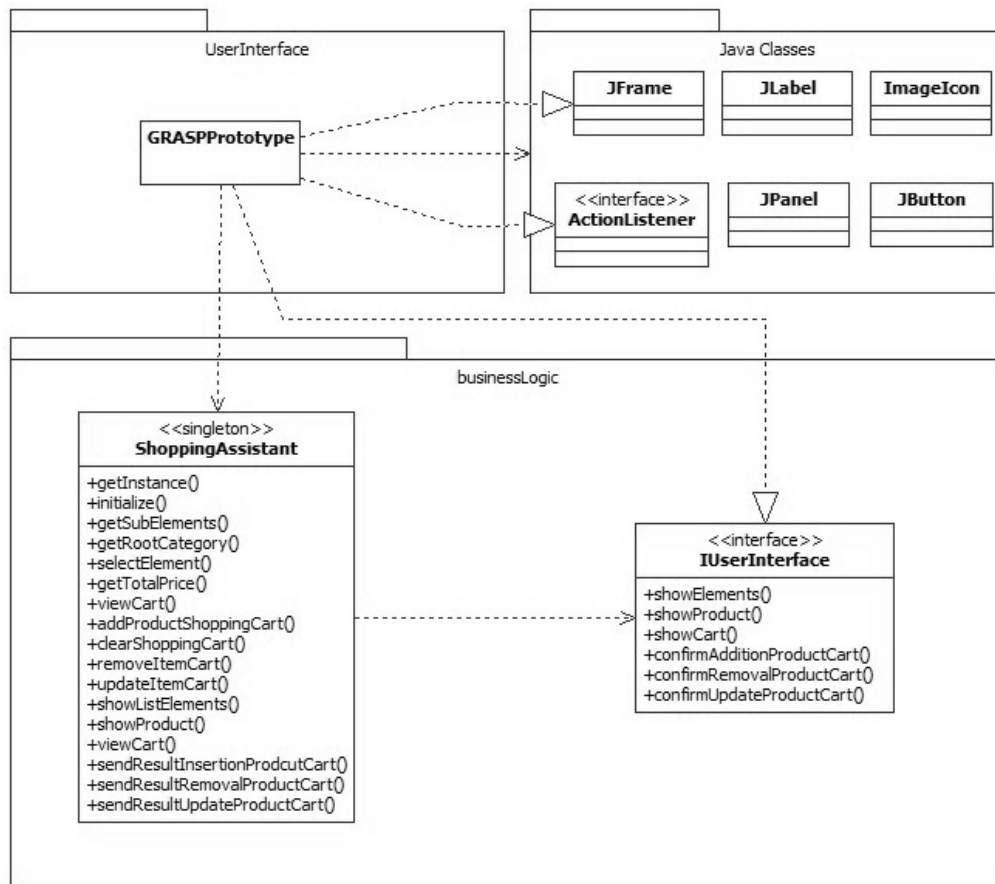 UserInterface
GRASPPrototype
Java Classes
JFrame
JLabel
ImageIcon
<<interface>>
ActionListener
JPanel
JButton
businessLogic
<<singleton>>
ShoppingAssistant
+getInstance()
+initialize()
+getSubElements()
+getRootCategory()
+selectElement()
+getTotalPrice()
+viewCart()
+addProductShoppingCart()
+clearShoppingCart()
+removeItemCart()
+updateItemCart()
+showListElements()
+showProduct()
+viewCart()
+sendResultInsertionProdcutCart()
+sendResultRemovalProductCart()
+sendResultUpdateProductCart()
<<interface>>
IUserInterface
+showElements()
+showProduct()
+showCart()
+confirmAdditionProductCart()
+confirmRemovalProductCart()
+confirmUpdateProductCart()